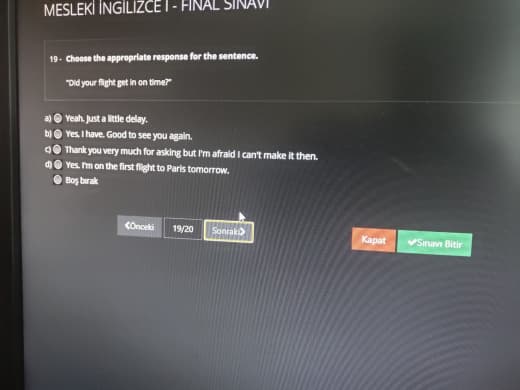 MESLEKİ İNGİLİZCE I - FİNAL SINAVI
19 - Choose the appropriate response for the sentence.
"Did your flight get in on time?"
a) Yeah. Just a little delay.
b) Yes, I have. Good to see you again.
c) Thank you very much for asking but I'm afraid I can't make it then.
d) Yes. I'm on the first flight to Paris tomorrow.
Boş bırak
Önceki 19/20 Sonraki Kapat Sınavı Bitir